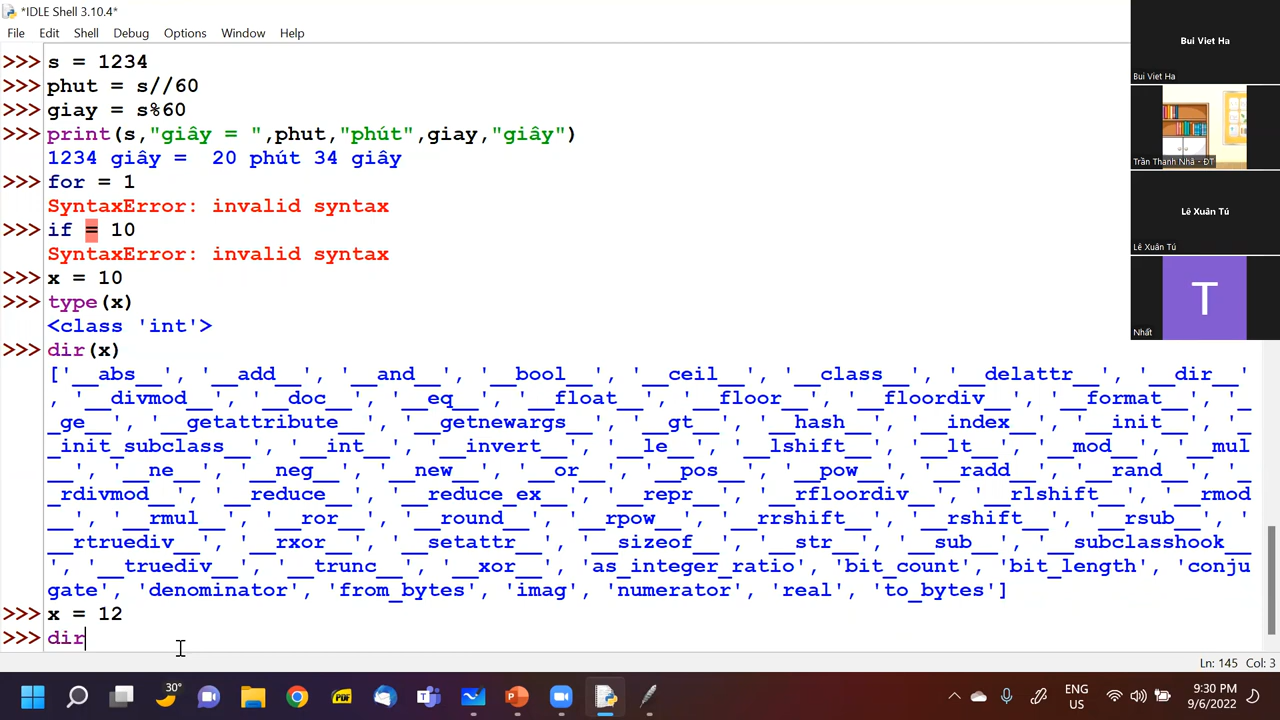 *IDLE Shell 3.10.4*
File Edit Shell Debug Options Window Help
>>> s = 1234
>>> phut = s//60
>>> giay = s%60
>>> print(s,"giây = ",phut,"phút",giay,"giây")
1234 giây =  20 phút 34 giây
>>> for = 1
SyntaxError: invalid syntax
>>> if = 10
SyntaxError: invalid syntax
>>> x = 10
>>> type(x)
<class 'int'>
>>> dir(x)
['__abs__', '__add__', '__and__', '__bool__', '__ceil__', '__class__', '__delattr__', '__dir__'
, '__divmod__', '__doc__', '__eq__', '__float__', '__floor__', '__floordiv__', '__format__', '_
_ge__', '__getattribute__', '__getnewargs__', '__gt__', '__hash__', '__index__', '__init__', '_
_init_subclass__', '__int__', '__invert__', '__le__', '__lshift__', '__lt__', '__mod__', '__mul
__', '__ne__', '__neg__', '__new__', '__or__', '__pos__', '__pow__', '__radd__', '__rand__', '_
_rdivmod__', '__reduce__', '__reduce_ex__', '__repr__', '__rfloordiv__', '__rlshift__', '__rmod
__', '__rmul__', '__ror__', '__round__', '__rpow__', '__rrshift__', '__rshift__', '__rsub__', '
__rtruediv__', '__rxor__', '__setattr__', '__sizeof__', '__str__', '__sub__', '__subclasshook__
', '__truediv__', '__trunc__', '__xor__', 'as_integer_ratio', 'bit_count', 'bit_length', 'conju
gate', 'denominator', 'from_bytes', 'imag', 'numerator', 'real', 'to_bytes']
>>> x = 12
>>> dir
Ln: 145 Col: 3
Bui Viet Ha
Bui Viet Ha
Trần Thanh Nhã - ĐT
Lê Xuân Tú
Lê Xuân Tú
T
Nhất
30°
PDF
ENG
US
9:30 PM
9/6/2022